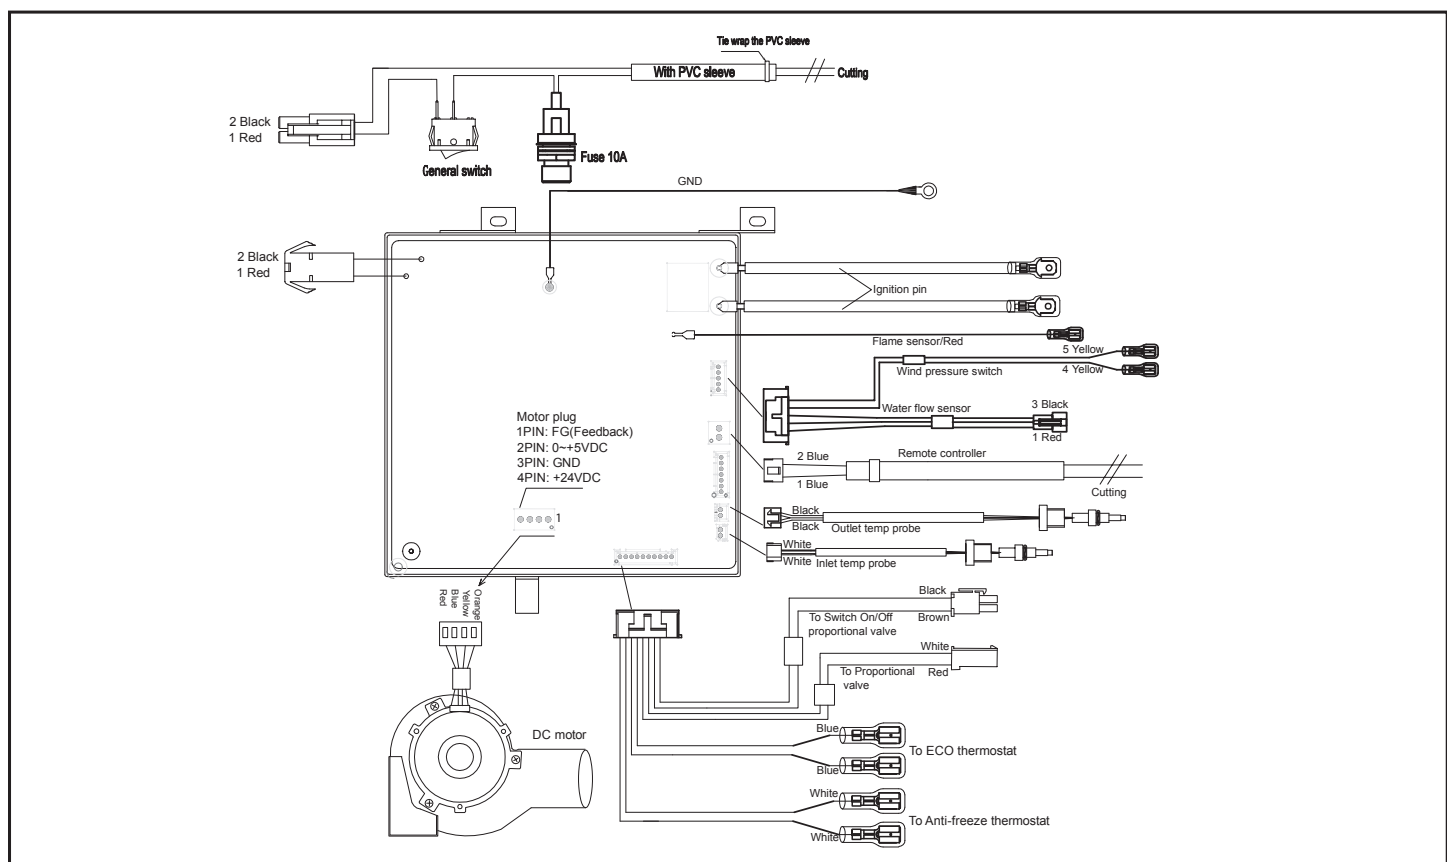 Tie wrap the PVC sleeve
With PVC sleeve
Cutting
2 Black
1 Red
General switch
Fuse 10A
GND
2 Black
1 Red
Ignition pin
Flame sensor/Red
5 Yellow
Wind pressure switch
4 Yellow
Water flow sensor
3 Black
1 Red
Motor plug
1PIN: FG(Feedback)
2PIN: 0~+5VDC
3PIN: GND
4PIN: +24VDC
1
2 Blue
Remote controller
1 Blue
Cutting
Black
Black
Outlet temp probe
White
White
Inlet temp probe
Orange
Yellow
Blue
Red
Black
To Switch On/Off
proportional valve
Brown
White
To Proportional
valve
Red
DC motor
Blue
To ECO thermostat
Blue
White
To Anti-freeze thermostat
White